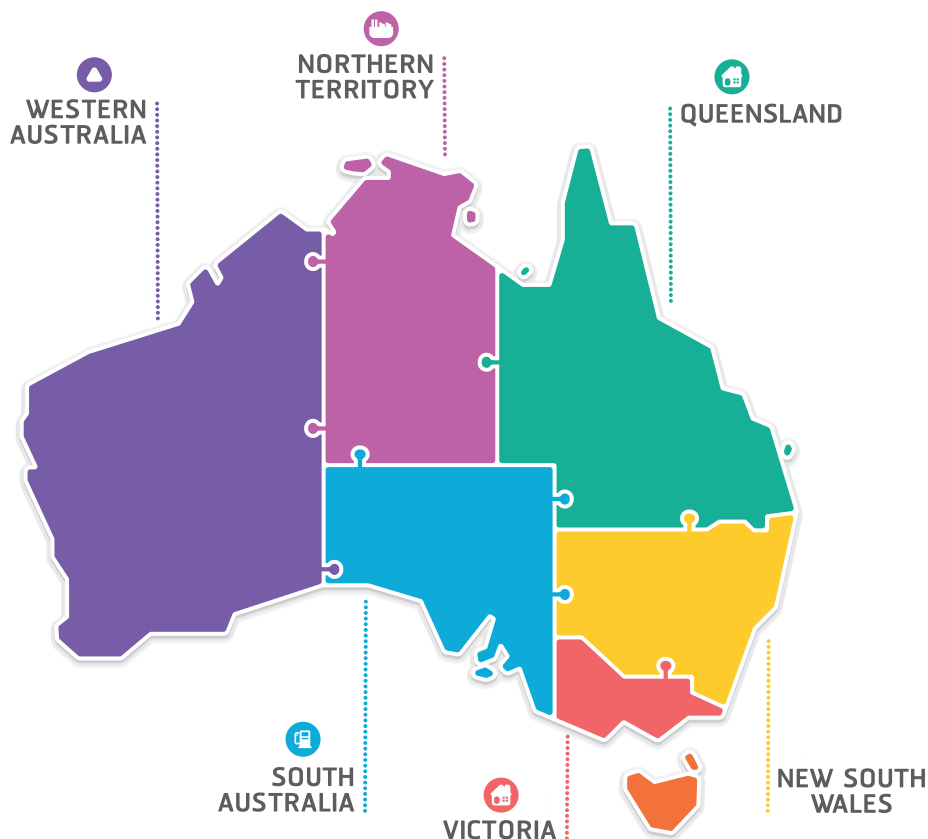 NORTHERN
TERRITORY
WESTERN
AUSTRALIA
QUEENSLAND
SOUTH
AUSTRALIA
NEW SOUTH
WALES
VICTORIA